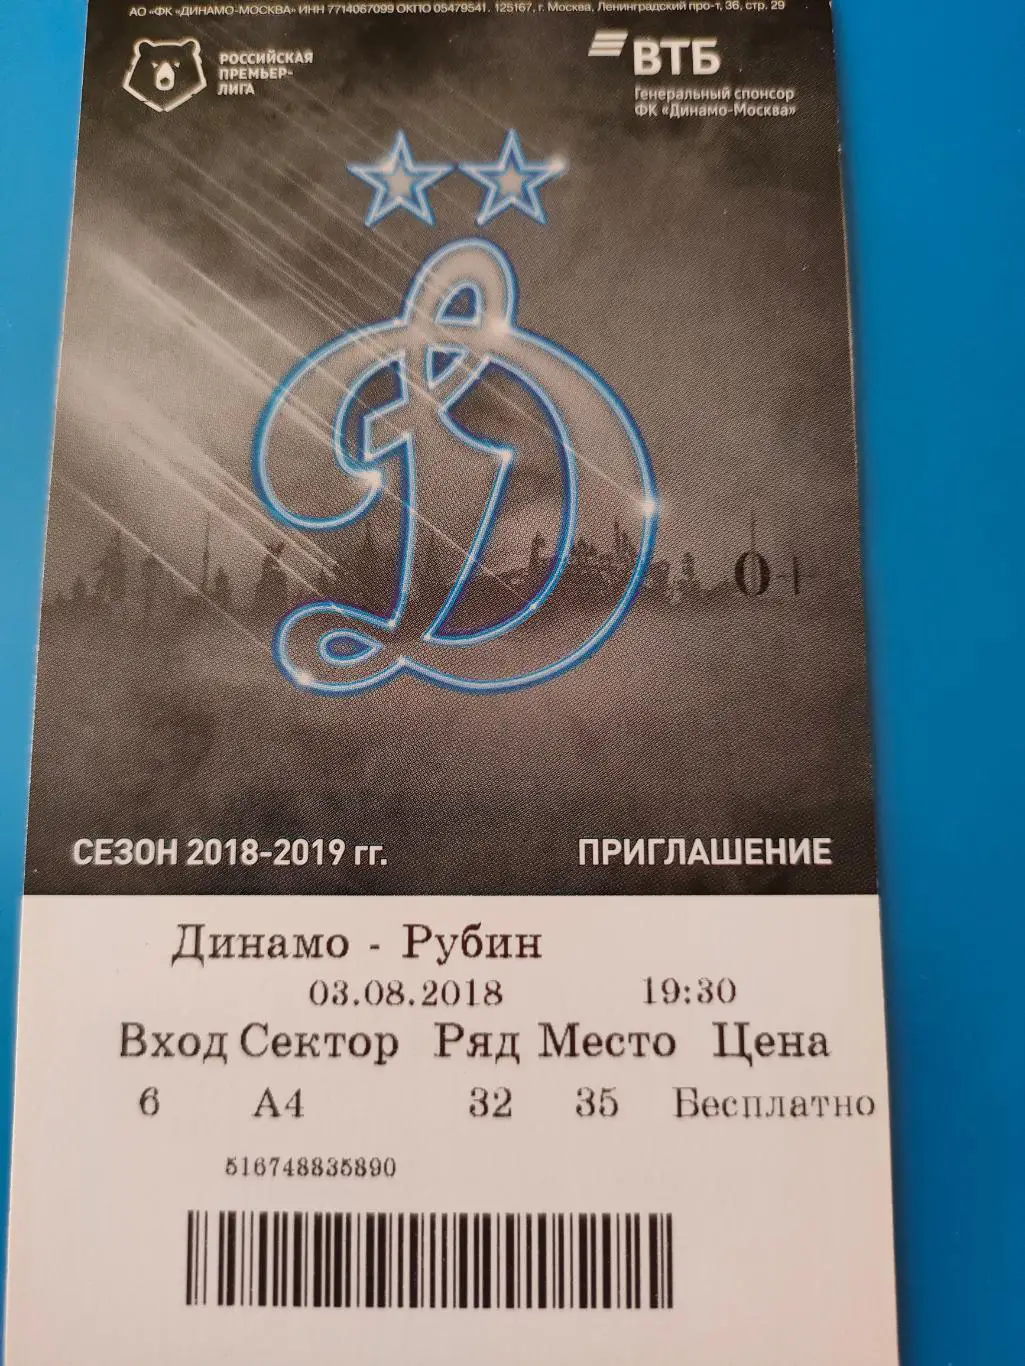 АО «ФК «ДИНАМО-МОСКВА» ИНН 7714067099 ОКПО 05479541. 125167, г. Москва, Ленинградский про-т, 36, стр. 29
РОССИЙСКАЯ
ПРЕМЬЕР-
ЛИГА
ВТБ
Генеральный спонсор
ФК «Динамо-Москва»
0+
СЕЗОН 2018-2019 гг. ПРИГЛАШЕНИЕ
Динамо - Рубин
03.08.2018 19:30
Вход Сектор Ряд Место Цена
6 А4 32 35 Бесплатно
516748835890